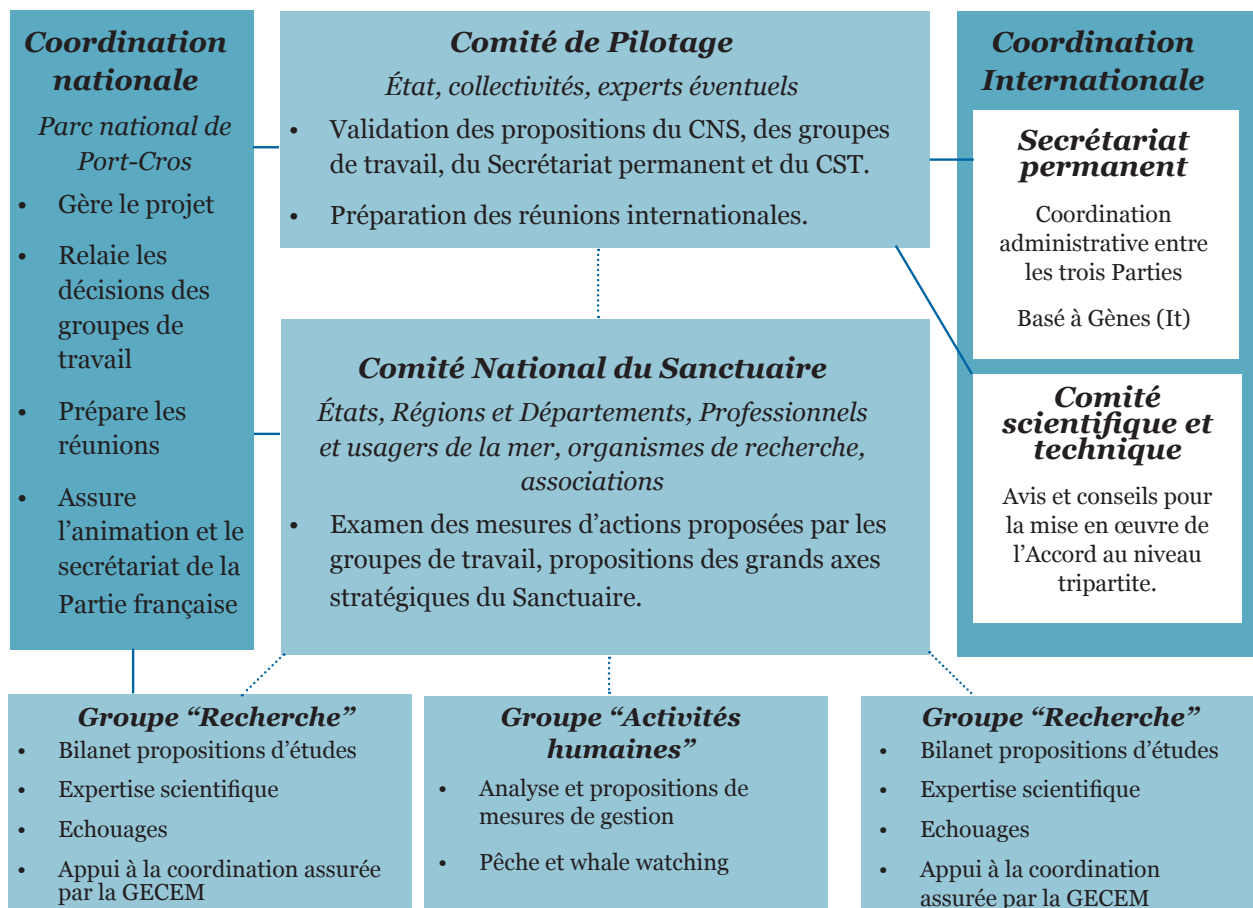 Coordination
nationale
Parc national de
Port-Cros
• Gère le projet
• Relaie les
décisions des
groupes de
travail
• Prépare les
réunions
• Assure
l’animation et le
secrétariat de la
Partie française
Comité de Pilotage
État, collectivités, experts éventuels
• Validation des propositions du CNS, des groupes
de travail, du Secrétariat permanent et du CST.
• Préparation des réunions internationales.
Comité National du Sanctuaire
États, Régions et Départements, Professionnels
et usagers de la mer, organismes de recherche,
associations
• Examen des mesures d’actions proposées par les
groupes de travail, propositions des grands axes
stratégiques du Sanctuaire.
Coordination
Internationale
Secrétariat
permanent
Coordination
administrative entre
les trois Parties
Basé à Gènes (It)
Comité
scientifique et
technique
Avis et conseils pour
la mise en œuvre de
l’Accord au niveau
tripartite.
Groupe “Recherche”
• Bilanet propositions d’études
• Expertise scientifique
• Echouages
• Appui à la coordination assurée
par la GECEM
Groupe “Activités
humaines”
• Analyse et propositions de
mesures de gestion
• Pêche et whale watching
Groupe “Recherche”
• Bilanet propositions d’études
• Expertise scientifique
• Echouages
• Appui à la coordination
assurée par la GECEM